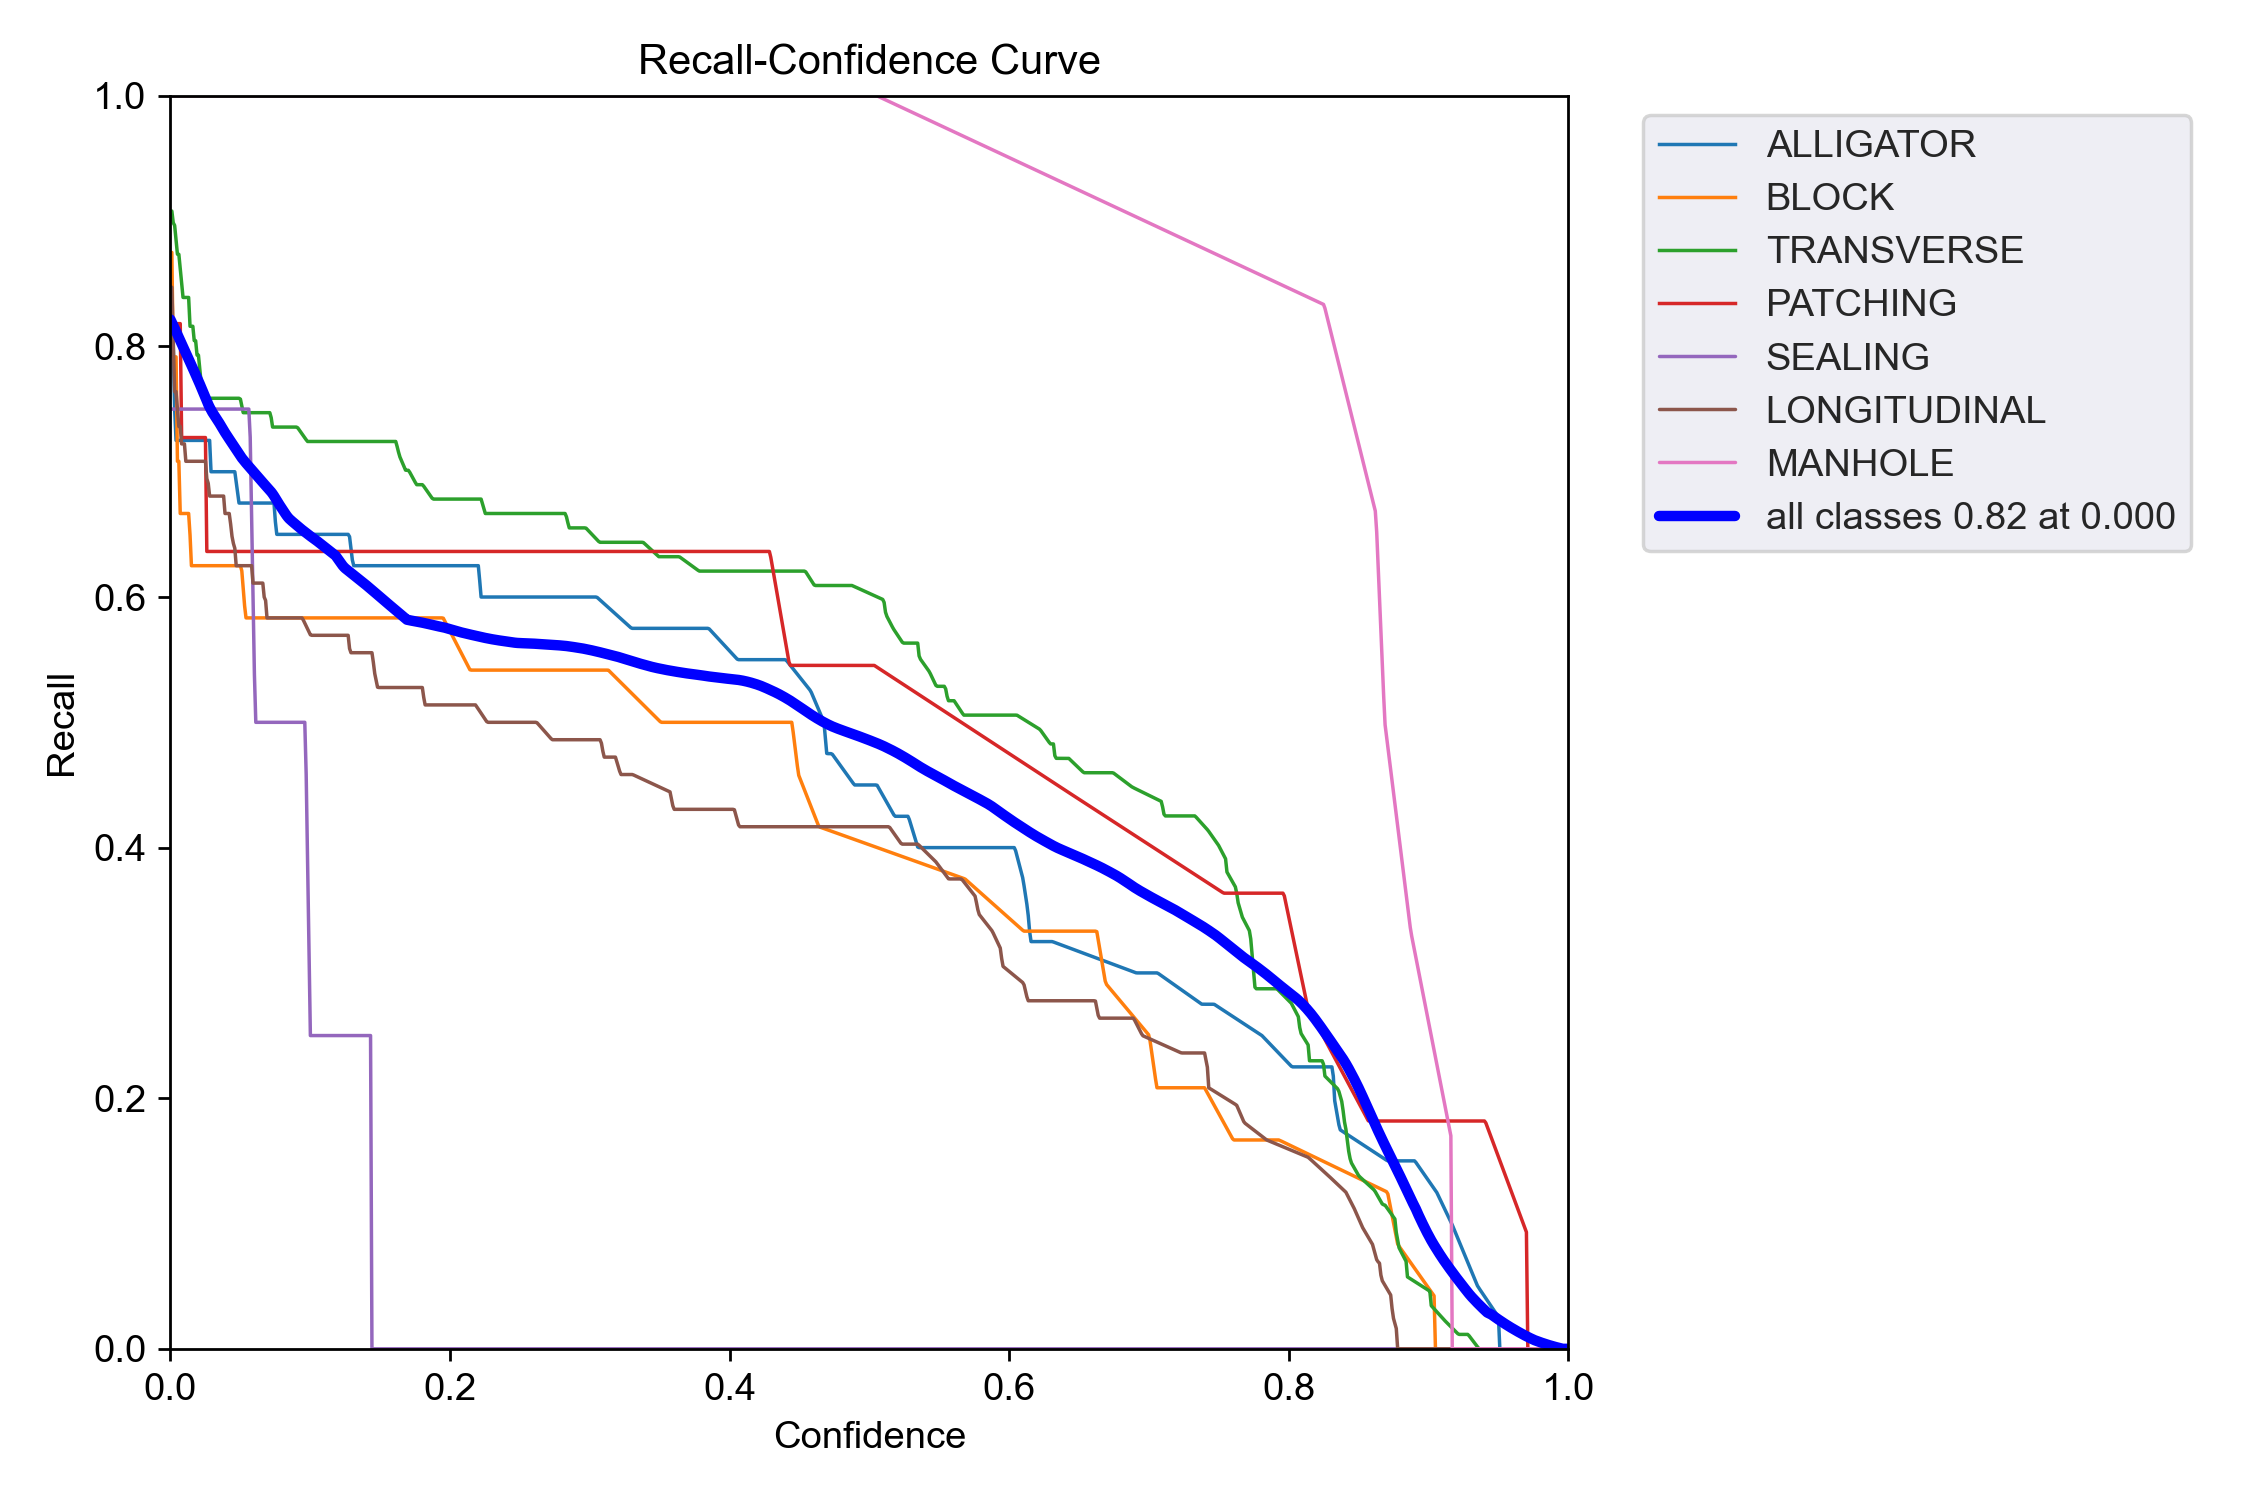 Recall-Confidence Curve
1.0
0.8
0.6
0.4
0.2
0.0
Recall
0.0 0.2 0.4 0.6 0.8 1.0
Confidence
ALLIGATOR
BLOCK
TRANSVERSE
PATCHING
SEALING
LONGITUDINAL
MANHOLE
all classes 0.82 at 0.000